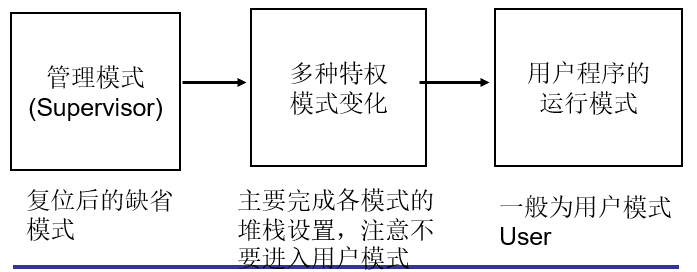 管理模式
(Supervisor)
多种特权
模式变化
用户程序的
运行模式
复位后的缺省
模式
主要完成各模式的
堆栈设置，注意不
要进入用户模式
一般为用户模式
User